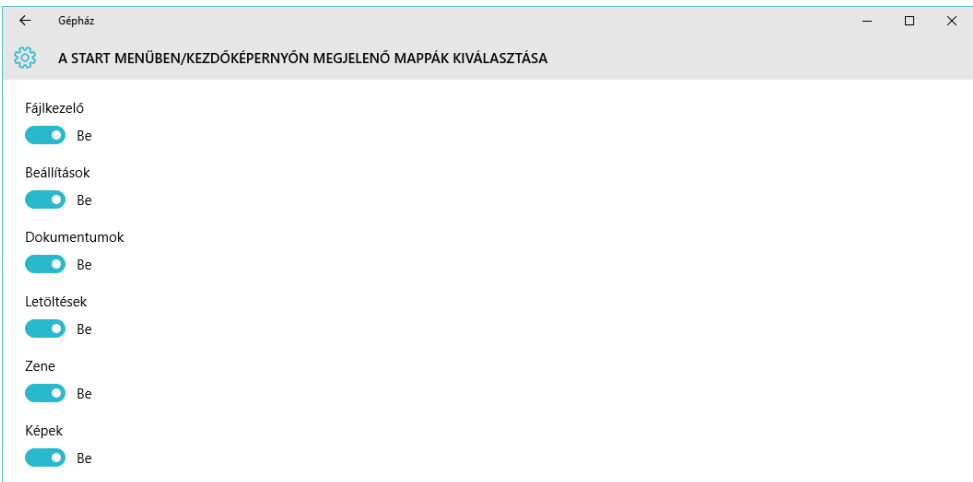 Gépház
A START MENÜBEN/KEZDŐKÉPERNYŐN MEGJELENŐ MAPPÁK KIVÁLASZTÁSA
Fájlkezelő
Be
Beállítások
Be
Dokumentumok
Be
Letöltések
Be
Zene
Be
Képek
Be